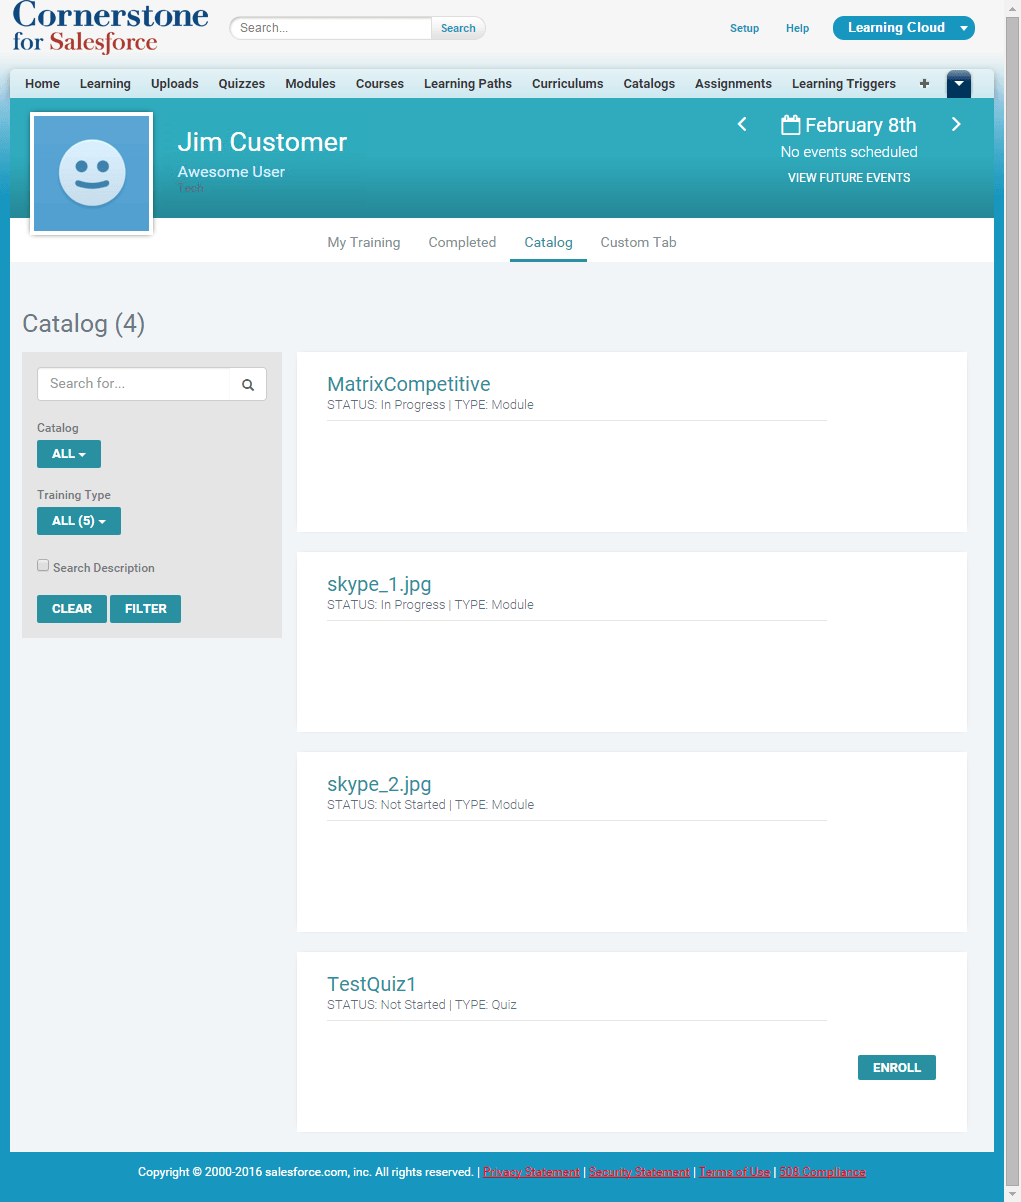 Cornerstone
for Salesforce
Search... Search
Setup Help Learning Cloud
Home Learning Uploads Quizzes Modules Courses Learning Paths Curriculums Catalogs Assignments Learning Triggers +
Jim Customer
Awesome User
Tech
February 8th
No events scheduled
VIEW FUTURE EVENTS
My Training Completed Catalog Custom Tab
Catalog (4)
Search for...
Catalog
ALL
Training Type
ALL (5)
Search Description
CLEAR FILTER
MatrixCompetitive
STATUS: In Progress | TYPE: Module
skype_1.jpg
STATUS: In Progress | TYPE: Module
skype_2.jpg
STATUS: Not Started | TYPE: Module
TestQuiz1
STATUS: Not Started | TYPE: Quiz
ENROLL
Copyright © 2000-2016 salesforce.com, inc. All rights reserved. | Privacy Statement | Security Statement | Terms of Use | 508 Compliance